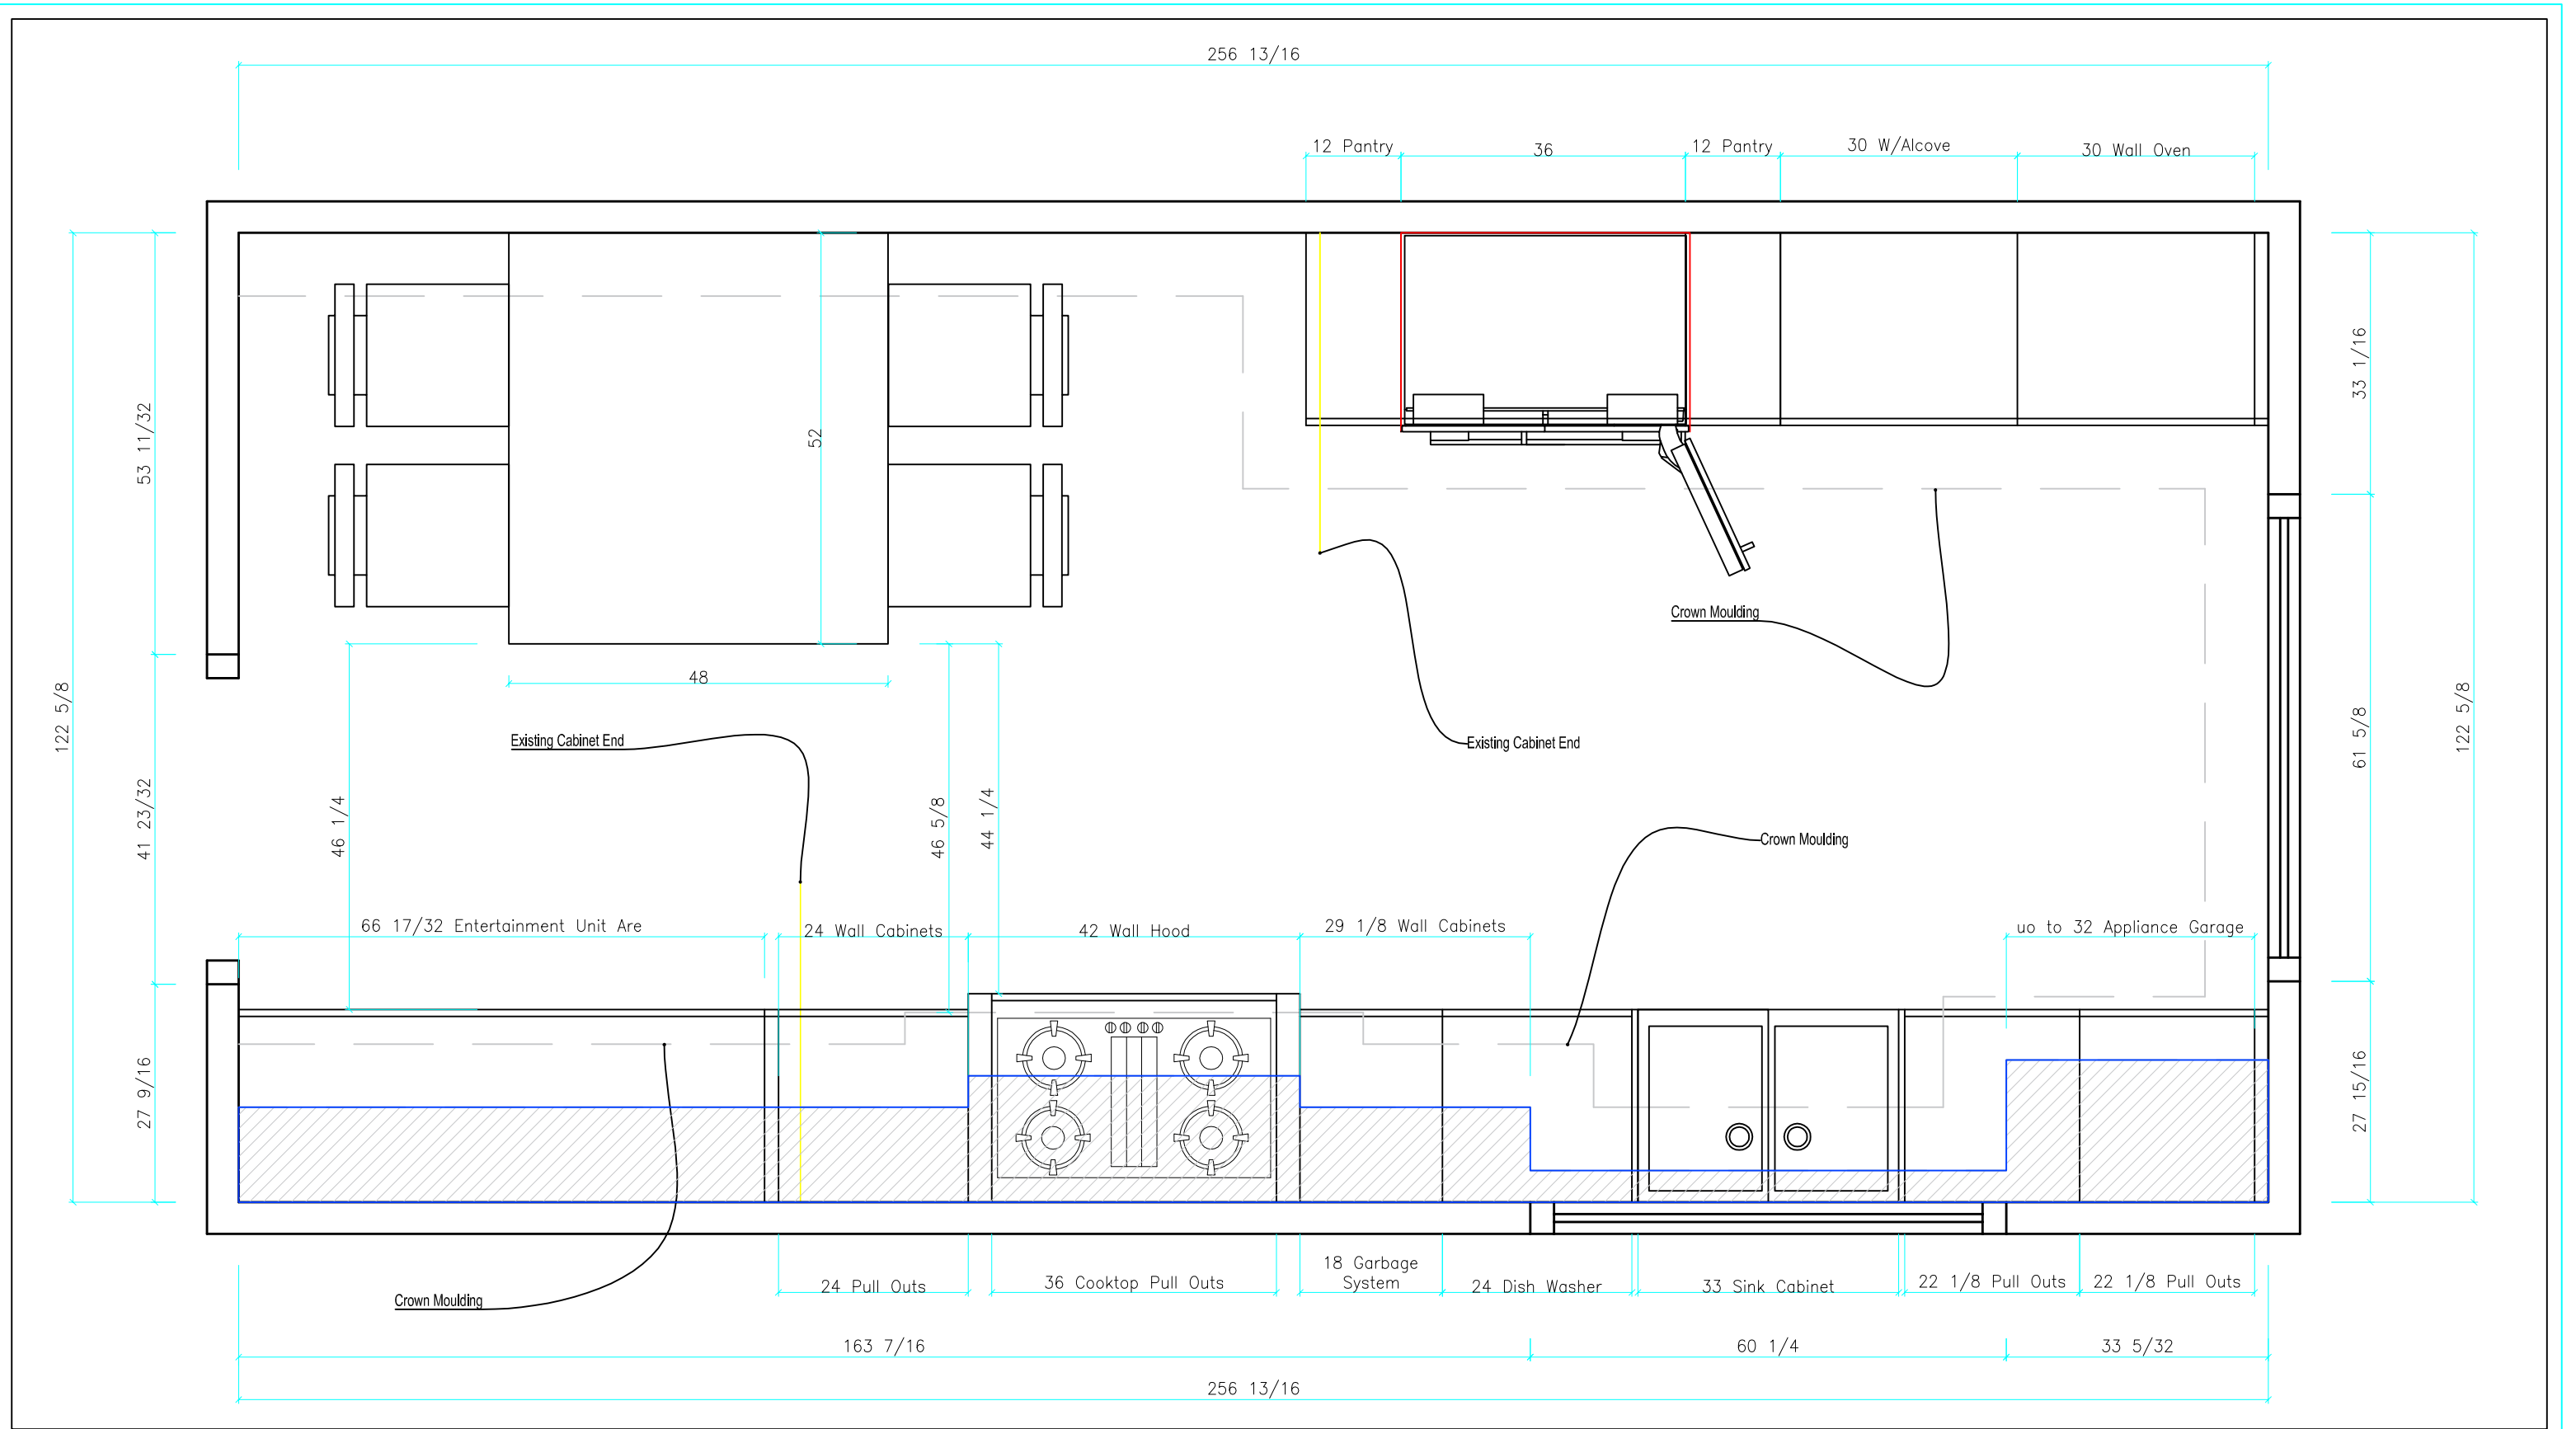 256 13/16
12 Pantry
36
12 Pantry
30 W/Alcove
30 Wall Oven
53 11/32
52
33 1/16
Crown Moulding
122 5/8
48
122 5/8
Existing Cabinet End
Existing Cabinet End
61 5/8
41 23/32
46 1/4
46 5/8
44 1/4
Crown Moulding
66 17/32 Entertainment Unit Are
24 Wall Cabinets
42 Wall Hood
29 1/8 Wall Cabinets
uo to 32 Appliance Garage
27 9/16
27 15/16
Crown Moulding
24 Pull Outs
36 Cooktop Pull Outs
18 Garbage
System
24 Dish Washer
33 Sink Cabinet
22 1/8 Pull Outs
22 1/8 Pull Outs
163 7/16
60 1/4
33 5/32
256 13/16